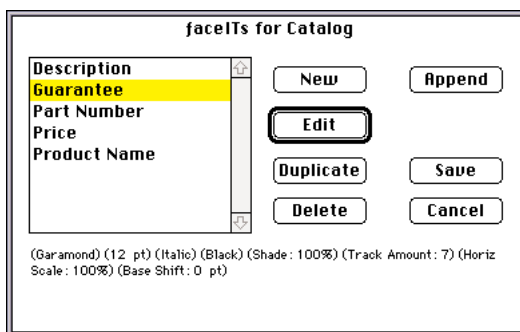 faceITs for Catalog
Description
Guarantee
Part Number
Price
Product Name
New
Append
Edit
Duplicate
Save
Delete
Cancel
(Garamond) (12 pt) (Italic) (Black) (Shade: 100%) (Track Amount: 7) (Horiz
Scale: 100%) (Base Shift: 0 pt)